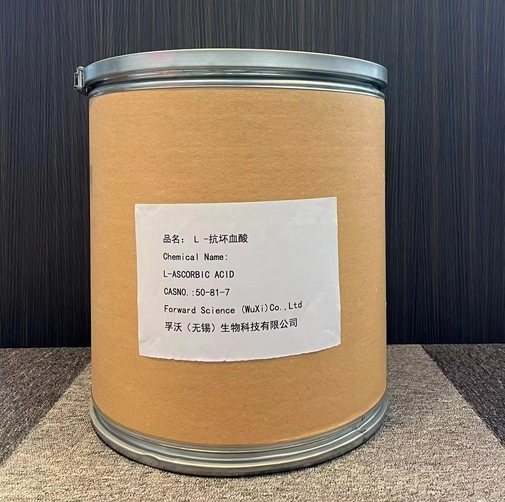 品名： L -抗坏血酸
Chemical Name:
L-ASCORBIC ACID
CASNO.:50-81-7
Forward Science (WuXi)Co.,Ltd
孚沃（无锡）生物科技有限公司